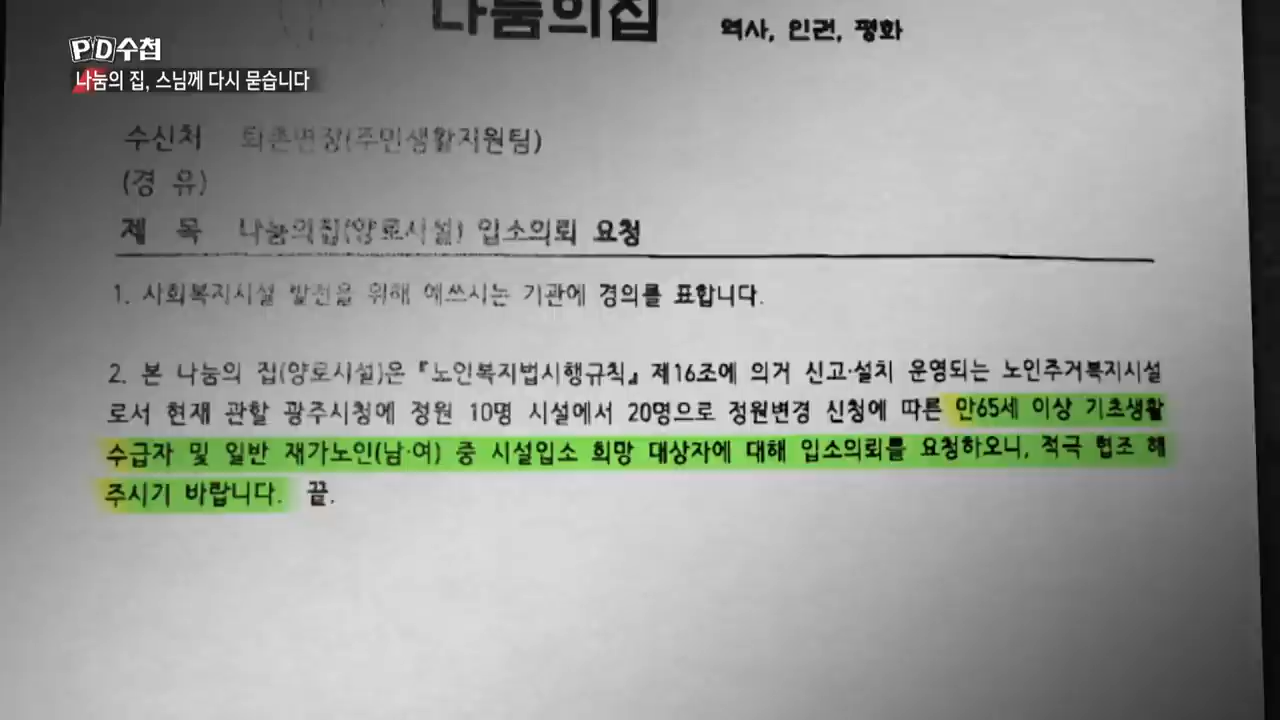 PD수첩
나눔의 집, 스님께 다시 묻습니다
나눔의집 역사, 인권, 평화
수신처 퇴촌면장(주민생활지원팀)
(경 유)
제 목 나눔의집(양로시설) 입소의뢰 요청
1. 사회복지시설 발전을 위해 애쓰시는 기관에 경의를 표합니다.
2. 본 나눔의 집(양로시설)은 『노인복지법시행규칙』 제16조에 의거 신고·설치 운영되는 노인주거복지시설
로서 현재 관할 광주시청에 정원 10명 시설에서 20명으로 정원변경 신청에 따른 만65세 이상 기초생활
수급자 및 일반 재가노인(남·여) 중 시설입소 희망 대상자에 대해 입소의뢰를 요청하오니, 적극 협조 해
주시기 바랍니다. 끝.